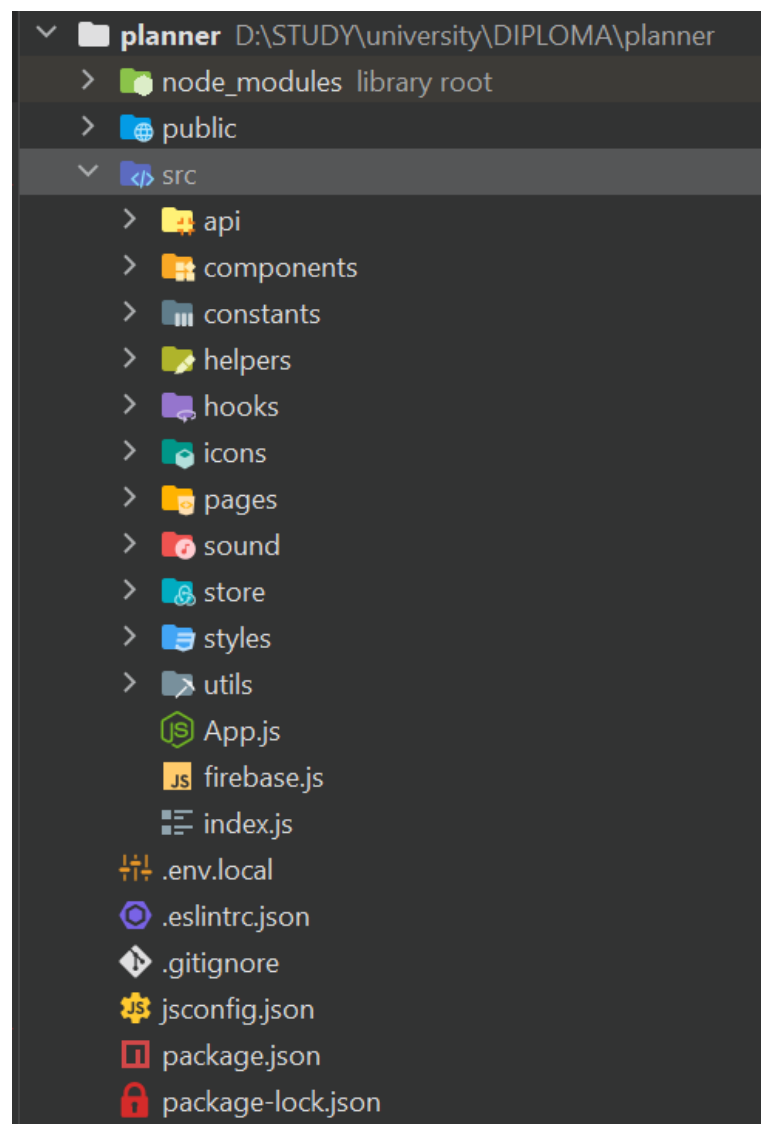 planner D:\STUDY\university\DIPLOMA\planner
node_modules library root
public
src
api
components
constants
helpers
hooks
icons
pages
sound
store
styles
utils
App.js
firebase.js
index.js
.env.local
.eslintrc.json
.gitignore
jsconfig.json
package.json
package-lock.json